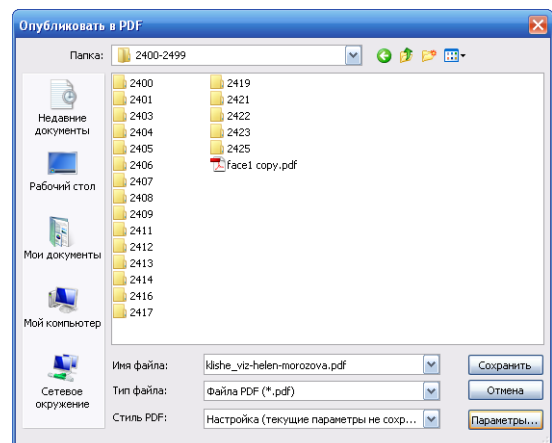 Опубликовать в PDF
Папка: 2400-2499
2400
2401
2403
2404
2405
2406
2407
2408
2409
2411
2412
2413
2414
2416
2417
2419
2421
2422
2423
2425
face1 copy.pdf
Недавние
документы
Рабочий стол
Мои документы
Мой компьютер
Сетевое
окружение
Имя файла: klishe_viz-helen-morozova.pdf Сохранить
Тип файла: Файла PDF (*.pdf) Отмена
Стиль PDF: Настройка (текущие параметры не сохр... Параметры...